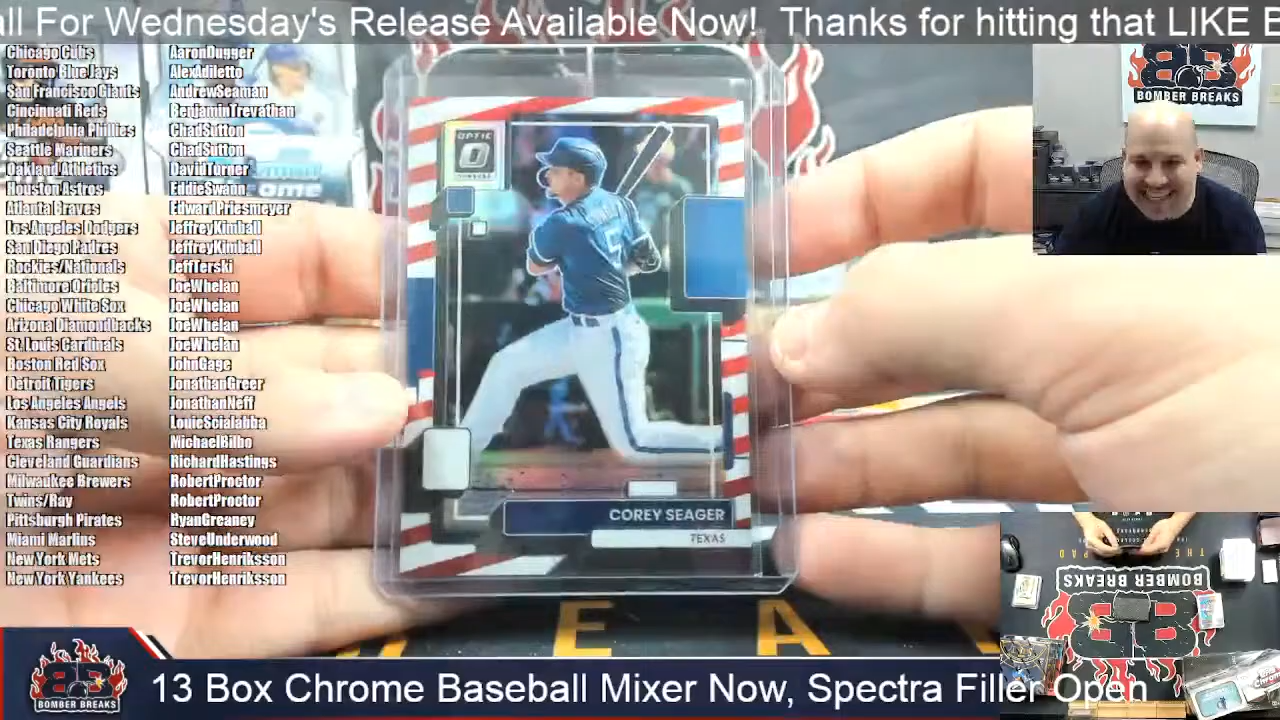 all For Wednesday's Release Available Now! Thanks for hitting that LIKE B
Chicago Cubs AaronDugger
Toronto Blue Jays AlexAdiletto
San Francisco Giants AndrewSeaman
Cincinnati Reds BenjaminTrevathan
Philadelphia Phillies ChadSutton
Seattle Mariners ChadSutton
Oakland Athletics DavidTurner
Houston Astros EddieSwann
Atlanta Braves EdwardPriesmeyer
Los Angeles Dodgers JeffreyKimball
San Diego Padres JeffreyKimball
Rockies/Nationals JeffTerski
Baltimore Orioles JoeWhelan
Chicago White Sox JoeWhelan
Arizona Diamondbacks JoeWhelan
St. Louis Cardinals JoeWhelan
Boston Red Sox JohnGage
Detroit Tigers JonathanGreer
Los Angeles Angels JonathanNeff
Kansas City Royals LouieScialabba
Texas Rangers MichaelBilbo
Cleveland Guardians RichardHastings
Milwaukee Brewers RobertProctor
Twins/Ray RobertProctor
Pittsburgh Pirates RyanGreaney
Miami Marlins SteveUnderwood
New York Mets TrevorHenriksson
New York Yankees TrevorHenriksson
OPTIC
COREY SEAGER
TEXAS
5
BOMBER BREAKS
BOMBER BREAKS
THE PAD
E A
BOMBER BREAKS
13 Box Chrome Baseball Mixer Now, Spectra Filler Open